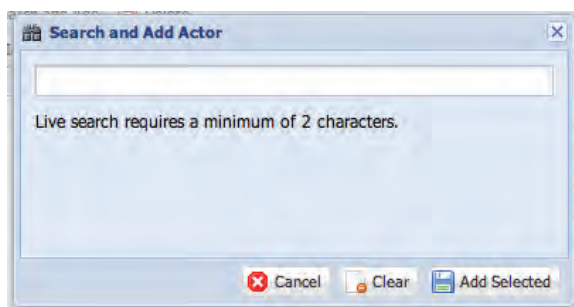 Search and Add Actor
Live search requires a minimum of 2 characters.
Cancel Clear Add Selected